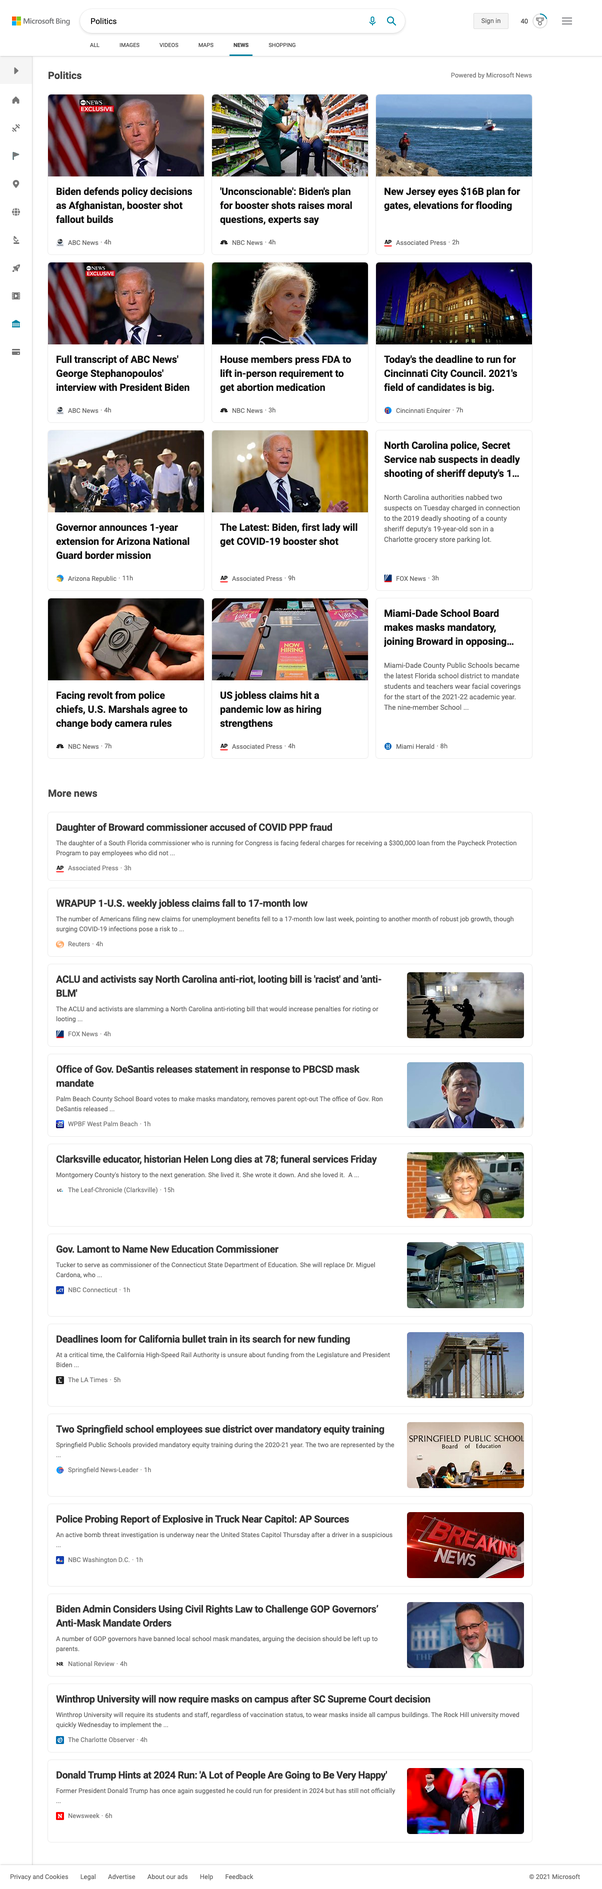 Microsoft Bing
Politics
Sign in
40
ALL IMAGES VIDEOS MAPS NEWS SHOPPING
Politics
Powered by Microsoft News
NEWS
EXCLUSIVE
Biden defends policy decisions
as Afghanistan, booster shot
fallout builds
ABC News · 4h
'Unconscionable': Biden's plan
for booster shots raises moral
questions, experts say
NBC News · 4h
New Jersey eyes $16B plan for
gates, elevations for flooding
AP Associated Press · 2h
NEWS
EXCLUSIVE
Full transcript of ABC News'
George Stephanopoulos'
interview with President Biden
ABC News · 4h
House members press FDA to
lift in-person requirement to
get abortion medication
NBC News · 3h
Today's the deadline to run for
Cincinnati City Council. 2021's
field of candidates is big.
Cincinnati Enquirer · 7h
Governor announces 1-year
extension for Arizona National
Guard border mission
Arizona Republic · 11h
The Latest: Biden, first lady will
get COVID-19 booster shot
AP Associated Press · 9h
North Carolina police, Secret
Service nab suspects in deadly
shooting of sheriff deputy's 1...
North Carolina authorities nabbed two
suspects on Tuesday charged in connection
to the 2019 deadly shooting of a county
sheriff deputy's 19-year-old son in a
Charlotte grocery store parking lot.
FOX News · 3h
Facing revolt from police
chiefs, U.S. Marshals agree to
change body camera rules
NBC News · 7h
NOW
HIRING
US jobless claims hit a
pandemic low as hiring
strengthens
AP Associated Press · 4h
Miami-Dade School Board
makes masks mandatory,
joining Broward in opposing...
Miami-Dade County Public Schools became
the latest Florida school district to mandate
students and teachers wear facial coverings
for the start of the 2021-22 academic year.
The nine-member School ...
Miami Herald · 8h
More news
Daughter of Broward commissioner accused of COVID PPP fraud
The daughter of a South Florida commissioner who is running for Congress is facing federal charges for receiving a $300,000 loan from the Paycheck Protection
Program to pay employees who did not ...
AP Associated Press · 3h
WRAPUP 1-U.S. weekly jobless claims fall to 17-month low
The number of Americans filing new claims for unemployment benefits fell to a 17-month low last week, pointing to another month of robust job growth, though
surging COVID-19 infections pose a risk to ...
Reuters · 4h
ACLU and activists say North Carolina anti-riot, looting bill is 'racist' and 'anti-
BLM'
The ACLU and activists are slamming a North Carolina anti-rioting bill that would increase penalties for rioting or
looting ...
FOX News · 4h
Office of Gov. DeSantis releases statement in response to PBCSD mask
mandate
Palm Beach County School Board votes to make masks mandatory, removes parent opt-out The office of Gov. Ron
DeSantis released ...
WPBF West Palm Beach · 1h
Clarksville educator, historian Helen Long dies at 78; funeral services Friday
Montgomery County's history to the next generation. She lived it. She wrote it down. And she loved it. A ...
The Leaf-Chronicle (Clarksville) · 15h
Gov. Lamont to Name New Education Commissioner
Tucker to serve as commissioner of the Connecticut State Department of Education. She will replace Dr. Miguel
Cardona, who ...
NBC Connecticut · 1h
Deadlines loom for California bullet train in its search for new funding
At a critical time, the California High-Speed Rail Authority is unsure about funding from the Legislature and President
Biden ...
The LA Times · 5h
Two Springfield school employees sue district over mandatory equity training
Springfield Public Schools provided mandatory equity training during the 2020-21 year. The two are represented by the
...
Springfield News-Leader · 1h
SPRINGFIELD PUBLIC SCHOOL
Board of Education
Police Probing Report of Explosive in Truck Near Capitol: AP Sources
An active bomb threat investigation is underway near the United States Capitol Thursday after a driver in a suspicious
...
NBC Washington D.C. · 1h
BREAKING
NEWS
Biden Admin Considers Using Civil Rights Law to Challenge GOP Governors'
Anti-Mask Mandate Orders
A number of GOP governors have banned local school mask mandates, arguing the decision should be left up to
parents.
NR National Review · 4h
Winthrop University will now require masks on campus after SC Supreme Court decision
Winthrop University will require its students and staff, regardless of vaccination status, to wear masks inside all campus buildings. The Rock Hill university moved
quickly Wednesday to implement the ...
The Charlotte Observer · 4h
Donald Trump Hints at 2024 Run: 'A Lot of People Are Going to Be Very Happy'
Former President Donald Trump has once again suggested he could run for president in 2024 but has still not officially
...
N Newsweek · 6h
Privacy and Cookies Legal Advertise About our ads Help Feedback
© 2021 Microsoft